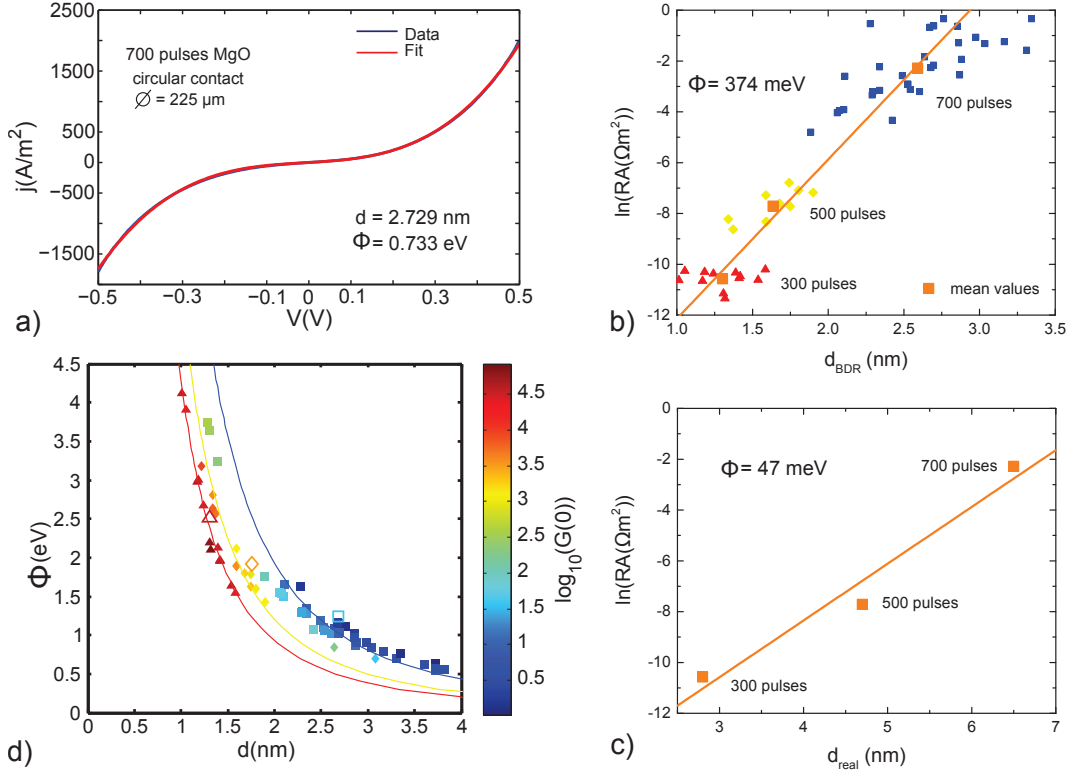 a)
2500
1500
500
0
−500
−1500
j(A/m²)
700 pulses MgO
circular contact
Ø = 225 µm
Data
Fit
d = 2.729 nm
Φ = 0.733 eV
−0.5
−0.3
−0.1
0
0.1
0.3
0.5
V(V)
b)
0
-2
-4
-6
-8
-10
-12
ln(RA(Ωm²))
Φ= 374 meV
700 pulses
500 pulses
300 pulses
mean values
1.0
1.5
2.0
2.5
3.0
3.5
d_BDR (nm)
d)
4.5
4
3.5
3
2.5
2
1.5
1
0.5
0
Φ(eV)
0
0.5
1
1.5
2
2.5
3
3.5
4
d(nm)
4.5
4
3.5
3
2.5
2
1.5
1
0.5
log₁₀(G(0))
c)
0
-2
-4
-6
-8
-10
-12
ln(RA(Ωm²))
Φ= 47 meV
700 pulses
500 pulses
300 pulses
3
4
5
6
7
d_real (nm)